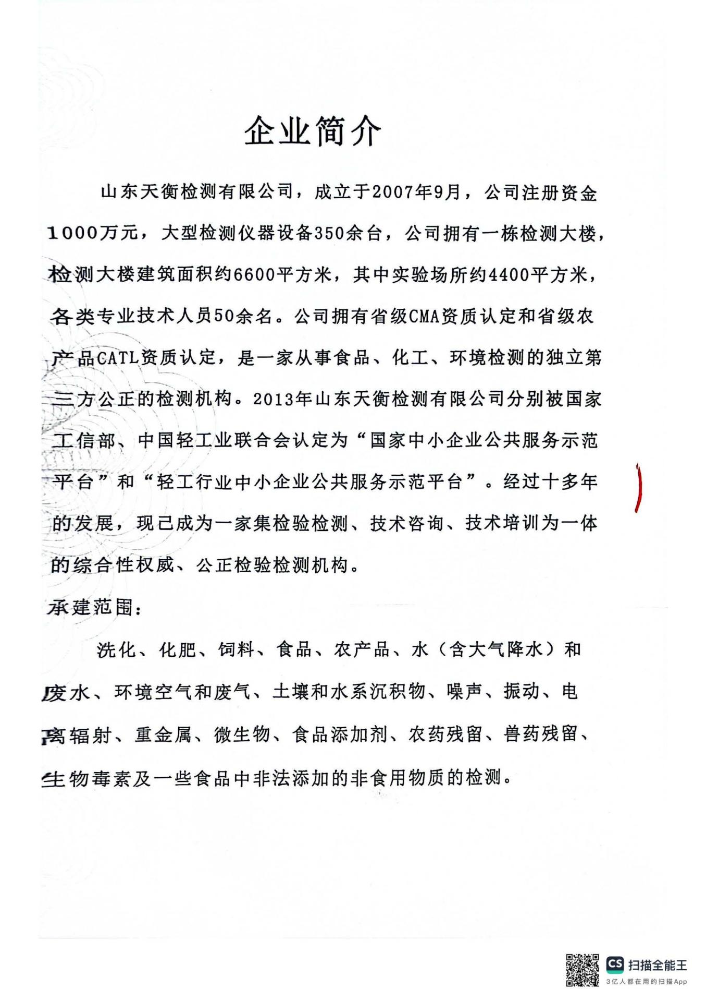 企业简介
山东天衡检测有限公司，成立于2007年9月，公司注册资金
1000万元，大型检测仪器设备350余台，公司拥有一栋检测大楼，
检测大楼建筑面积约6600平方米，其中实验场所约4400平方米，
各类专业技术人员50余名。公司拥有省级CMA资质认定和省级农
产品CATL资质认定，是一家从事食品、化工、环境检测的独立第
三方公正的检测机构。2013年山东天衡检测有限公司分别被国家
工信部、中国轻工业联合会认定为“国家中小企业公共服务示范
平台”和“轻工行业中小企业公共服务示范平台”。经过十多年
的发展，现已成为一家集检验检测、技术咨询、技术培训为一体
的综合性权威、公正检验检测机构。
承建范围：
洗化、化肥、饲料、食品、农产品、水（含大气降水）和
废水、环境空气和废气、土壤和水系沉积物、噪声、振动、电
离辐射、重金属、微生物、食品添加剂、农药残留、兽药残留、
生物毒素及一些食品中非法添加的非食用物质的检测。
CS 扫描全能王
3亿人都在用的扫描App